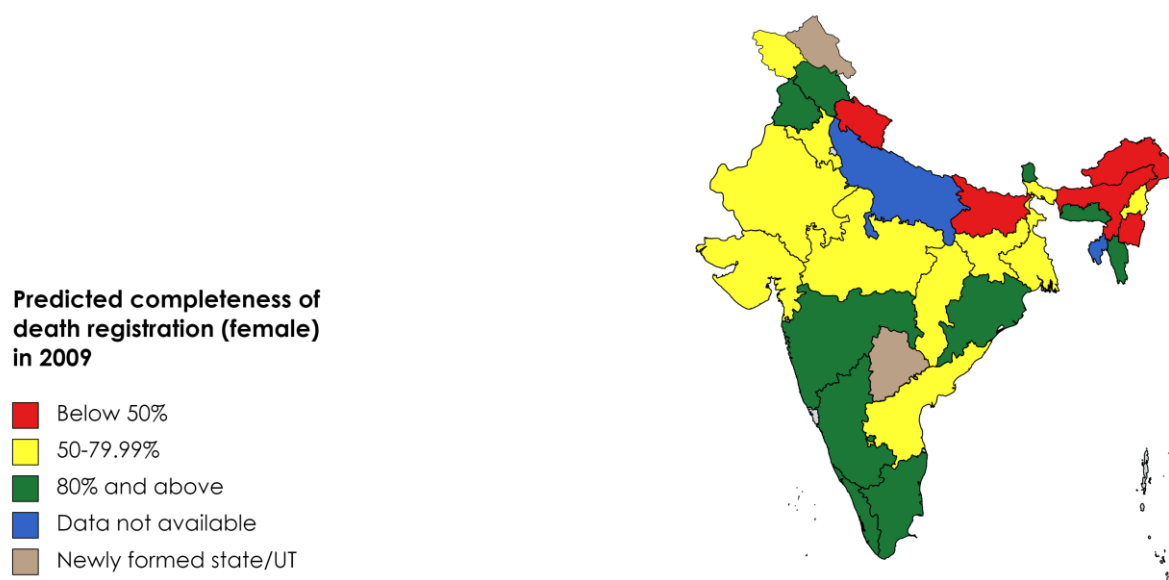 Predicted completeness of
death registration (female)
in 2009
Below 50%
50-79.99%
80% and above
Data not available
Newly formed state/UT